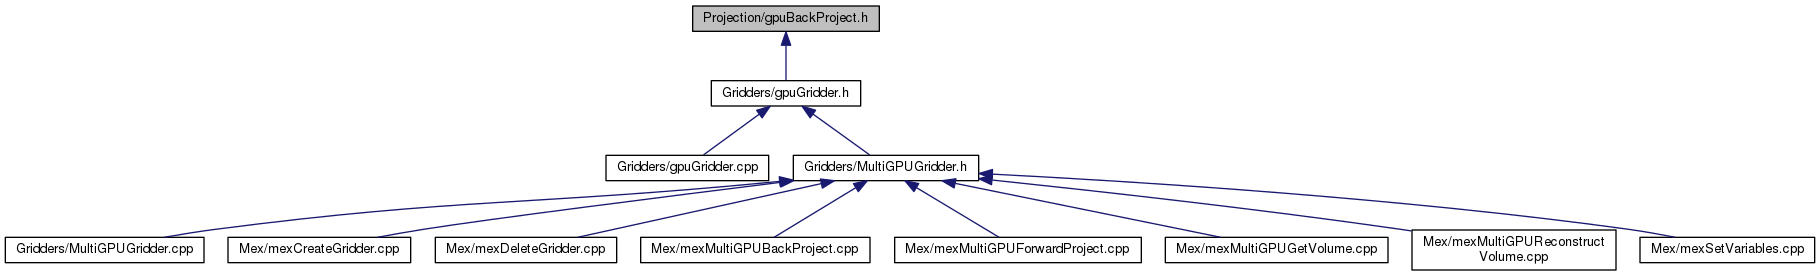 Projection/gpuBackProject.h
Gridders/gpuGridder.h
Gridders/gpuGridder.cpp
Gridders/MultiGPUGridder.h
Gridders/MultiGPUGridder.cpp
Mex/mexCreateGridder.cpp
Mex/mexDeleteGridder.cpp
Mex/mexMultiGPUBackProject.cpp
Mex/mexMultiGPUForwardProject.cpp
Mex/mexMultiGPUGetVolume.cpp
Mex/mexMultiGPUReconstruct
Volume.cpp
Mex/mexSetVariables.cpp